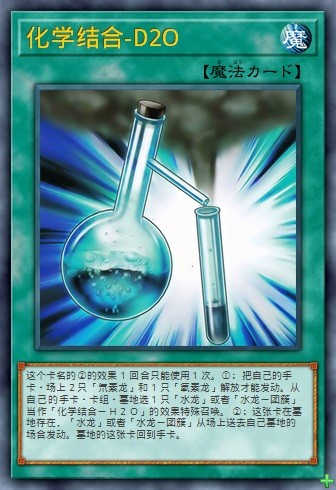 化学结合-D2O
魔
【魔法カード】
这个卡名的②的效果１回合只能使用１次。①：把自己的手
卡·场上２只「氘素龙」和１只「氧素龙」解放才能发动。从
自己的手卡·卡组·墓地选１只「水龙」或者「水龙－团簇」
当作「化学结合－Ｈ２Ｏ」的效果特殊召唤。②：这张卡在墓
地存在，「水龙」或者「水龙－团簇」从场上送去自己墓地的
场合发动。墓地的这张卡回到手卡。